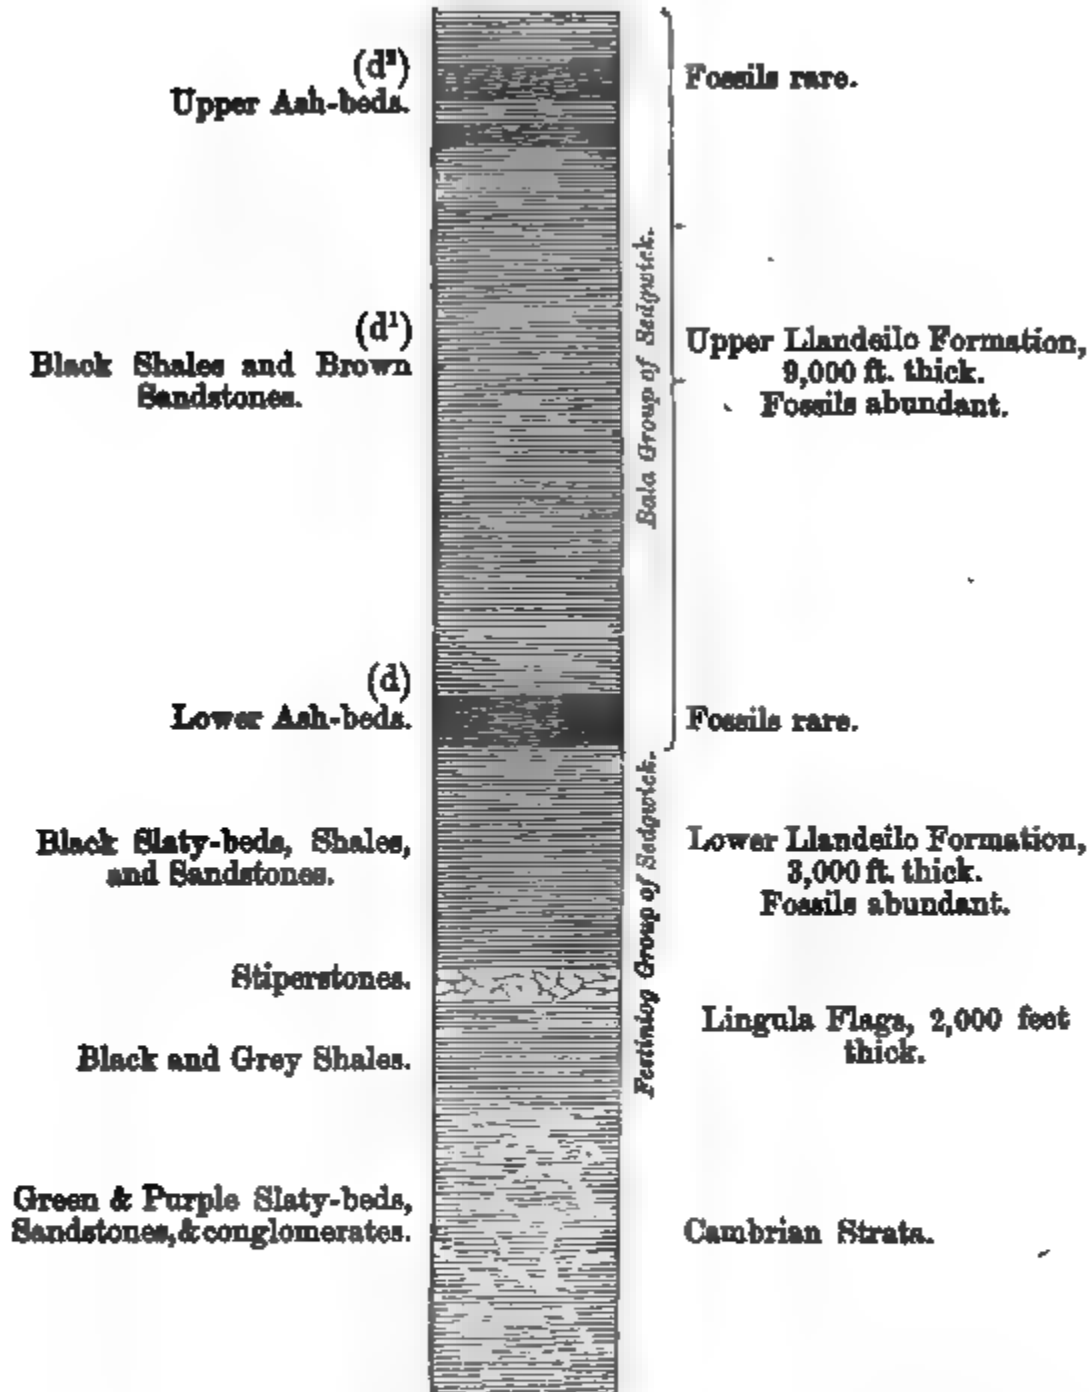 (d²)
Upper Ash-beds.
Fossils rare.
(d¹)
Black Shales and Brown
Sandstones.
Bala Group of Sedgwick.
Upper Llandeilo Formation,
9,000 ft. thick.
Fossils abundant.
(d)
Lower Ash-beds.
Fossils rare.
Black Slaty-beds, Shales,
and Sandstones.
Festiniog Group of Sedgwick.
Lower Llandeilo Formation,
3,000 ft. thick.
Fossils abundant.
Stiperstones.
Lingula Flags, 2,000 feet
thick.
Black and Grey Shales.
Green & Purple Slaty-beds,
Sandstones,&conglomerates.
Cambrian Strata.